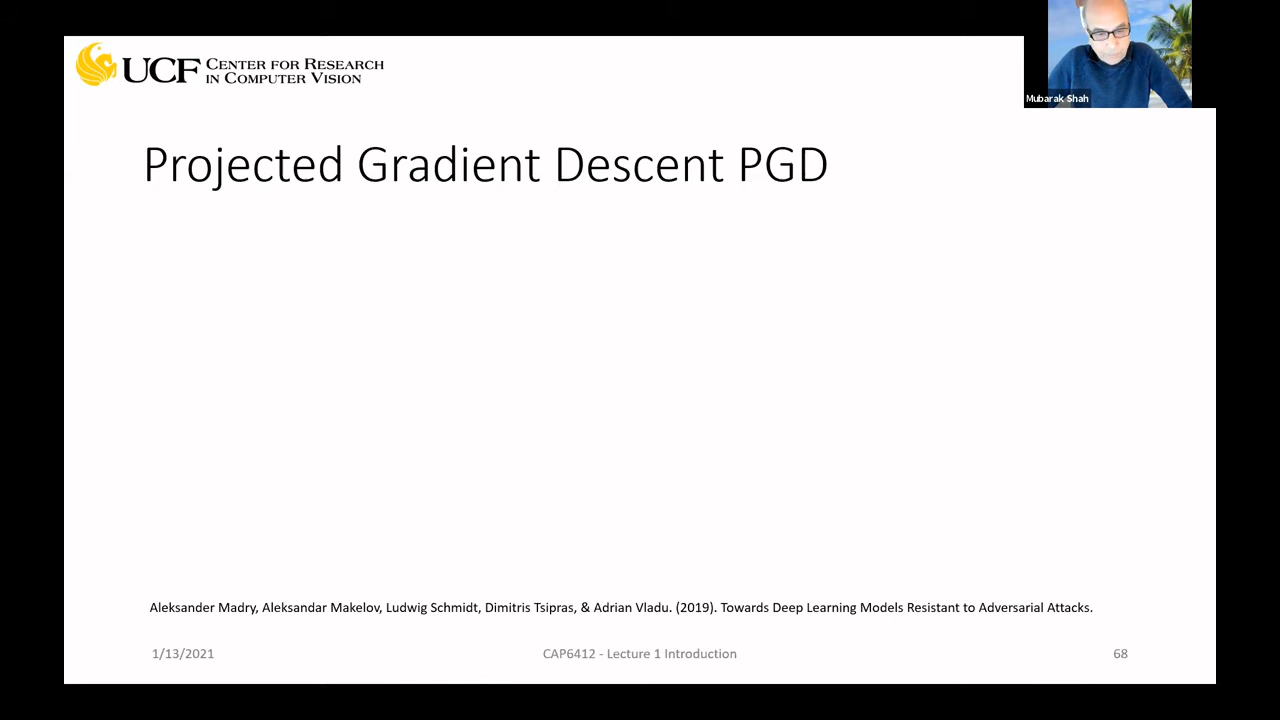 UCF CENTER FOR RESEARCH
IN COMPUTER VISION
Mubarak Shah
Projected Gradient Descent PGD
Aleksander Madry, Aleksandar Makelov, Ludwig Schmidt, Dimitris Tsipras, & Adrian Vladu. (2019). Towards Deep Learning Models Resistant to Adversarial Attacks.
1/13/2021
CAP6412 - Lecture 1 Introduction
68